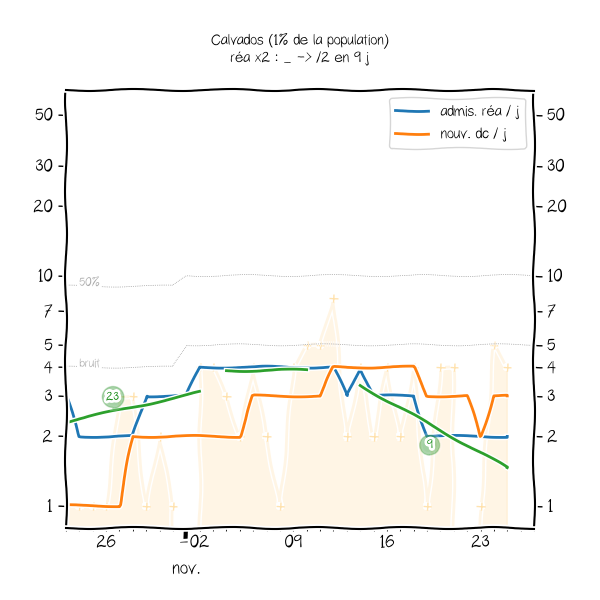 Calvados (1% de la population)
réa x2 : _ -> /2 en 9 j
admis. réa / j
nouv. dc / j
50 50
30 30
20 20
10 10
50%
7 7
5 5
bruit
4 4
3 23 3
2 9 2
1 1
26 02 09 16 23
nov.